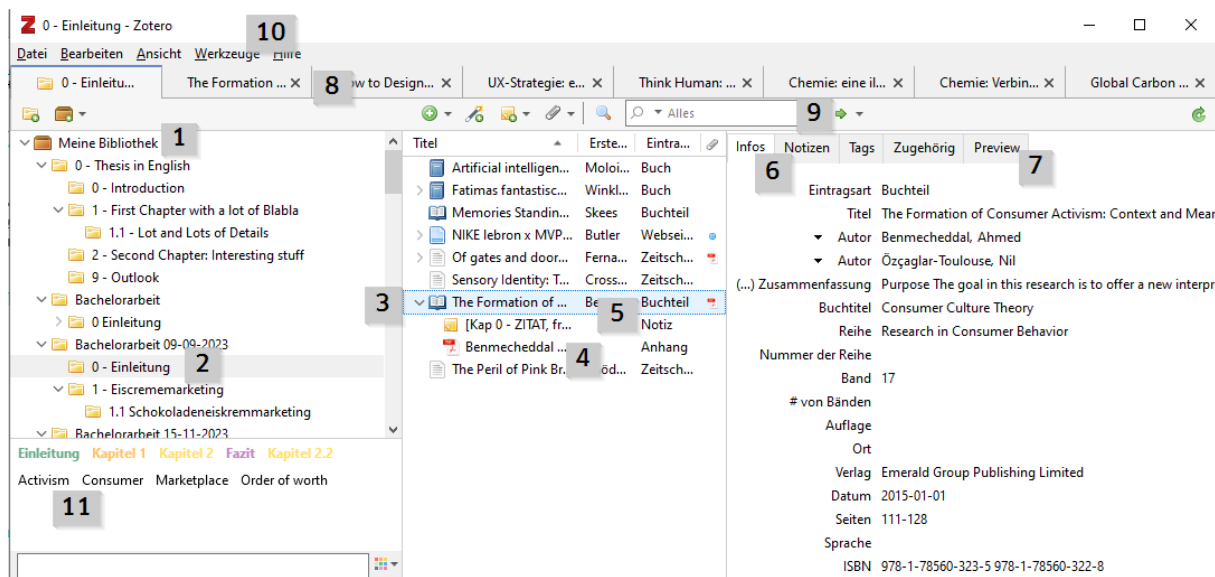 0 - Einleitung - Zotero
10
Datei Bearbeiten Ansicht Werkzeuge Hilfe
0 - Einleitu... The Formation ... 8 to Design... UX-Strategie: e... Think Human: ... Chemie: eine il... Chemie: Verbin... Global Carbon ...
Alles 9
Meine Bibliothek 1
0 - Thesis in English
0 - Introduction
1 - First Chapter with a lot of Blabla
1.1 - Lot and Lots of Details
2 - Second Chapter: Interesting stuff
9 - Outlook
Bachelorarbeit
0 Einleitung
Bachelorarbeit 09-09-2023
0 - Einleitung 2
1 - Eiscrememarketing
1.1 Schokoladeneiskremmarketing
Bachelorarbeit 15-11-2023
Einleitung Kapitel 1 Kapitel 2 Fazit Kapitel 2.2
Activism Consumer Marketplace Order of worth
11
Titel Erste... Eintra...
Artificial intelligen... Moloi... Buch
Fatimas fantastisc... Winkl... Buch
Memories Standin... Skees Buchteil
NIKE lebron x MVP... Butler Websei...
Of gates and door... Ferna... Zeitsch...
Sensory Identity: T... Cross... Zeitsch...
3 The Formation of ... Be 5 Buchteil
[Kap 0 - ZITAT, fr... Notiz
Benmecheddal ... 4 Anhang
The Peril of Pink Br. öd... Zeitsch...
Infos Notizen Tags Zugehörig Preview
6 7
Eintragsart Buchteil
Titel The Formation of Consumer Activism: Context and Mear
Autor Benmecheddal, Ahmed
Autor Özçaglar-Toulouse, Nil
(...) Zusammenfassung Purpose The goal in this research is to offer a new interpr
Buchtitel Consumer Culture Theory
Reihe Research in Consumer Behavior
Nummer der Reihe
Band 17
# von Bänden
Auflage
Ort
Verlag Emerald Group Publishing Limited
Datum 2015-01-01
Seiten 111-128
Sprache
ISBN 978-1-78560-323-5 978-1-78560-322-8